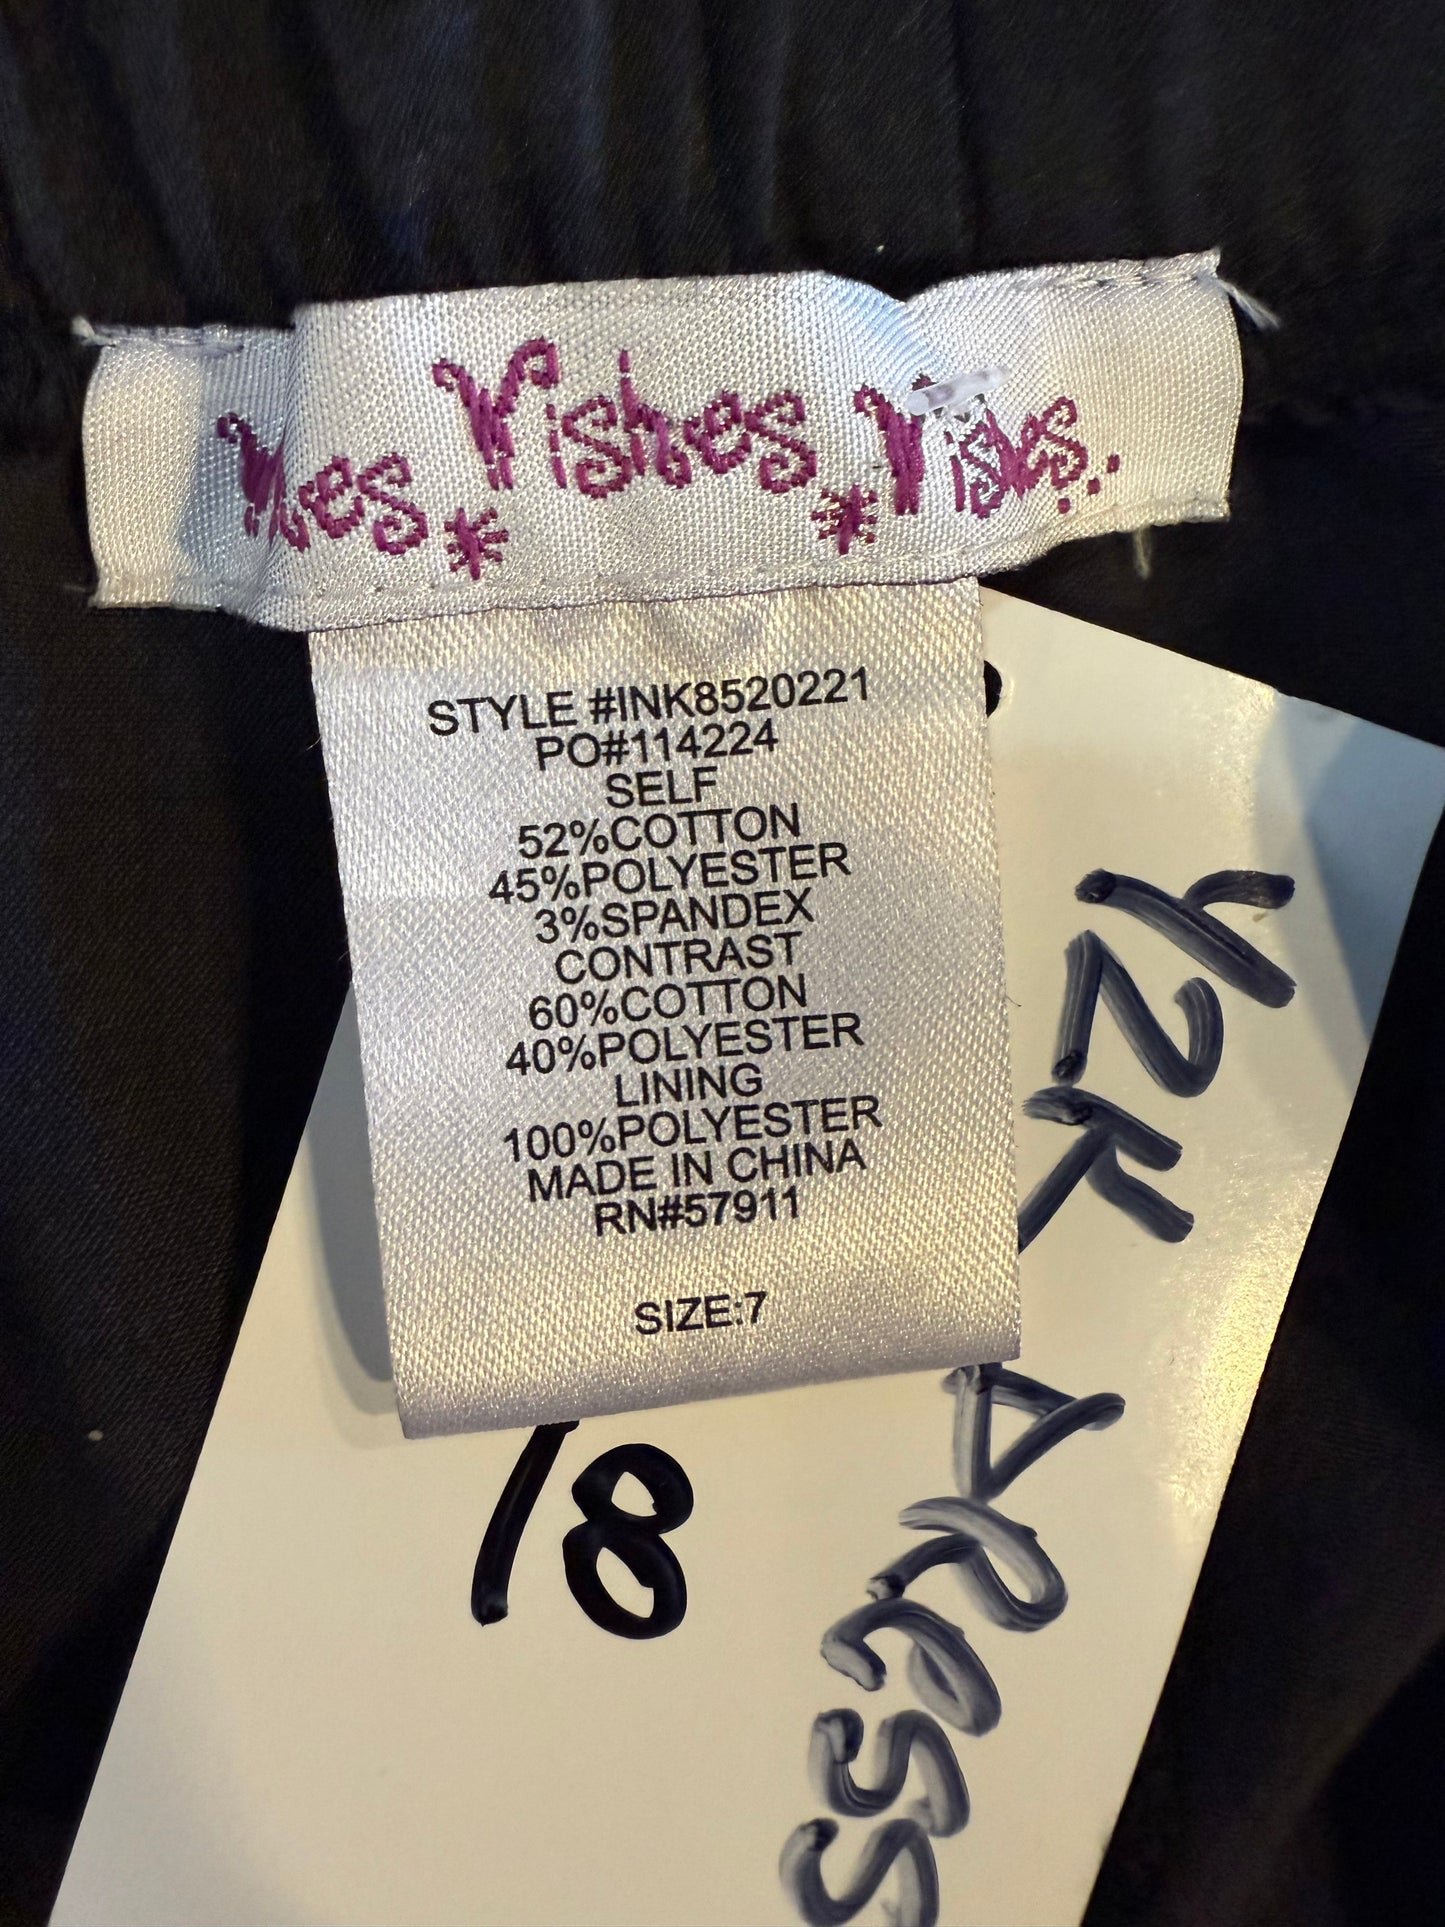 Wishes Wishes Wishes...
STYLE #INK8520221
PO#114224
SELF
52%COTTON
45%POLYESTER
3%SPANDEX
CONTRAST
60%COTTON
40%POLYESTER
LINING
100%POLYESTER
MADE IN CHINA
RN#57911
SIZE:7
18
Y2K